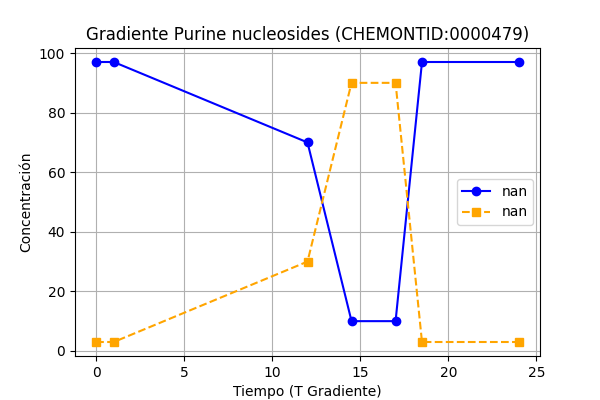 Gradiente Purine nucleosides (CHEMONTID:0000479)
100
80
60
40
20
0
Concentración
nan
nan
0 5 10 15 20 25
Tiempo (T Gradiente)